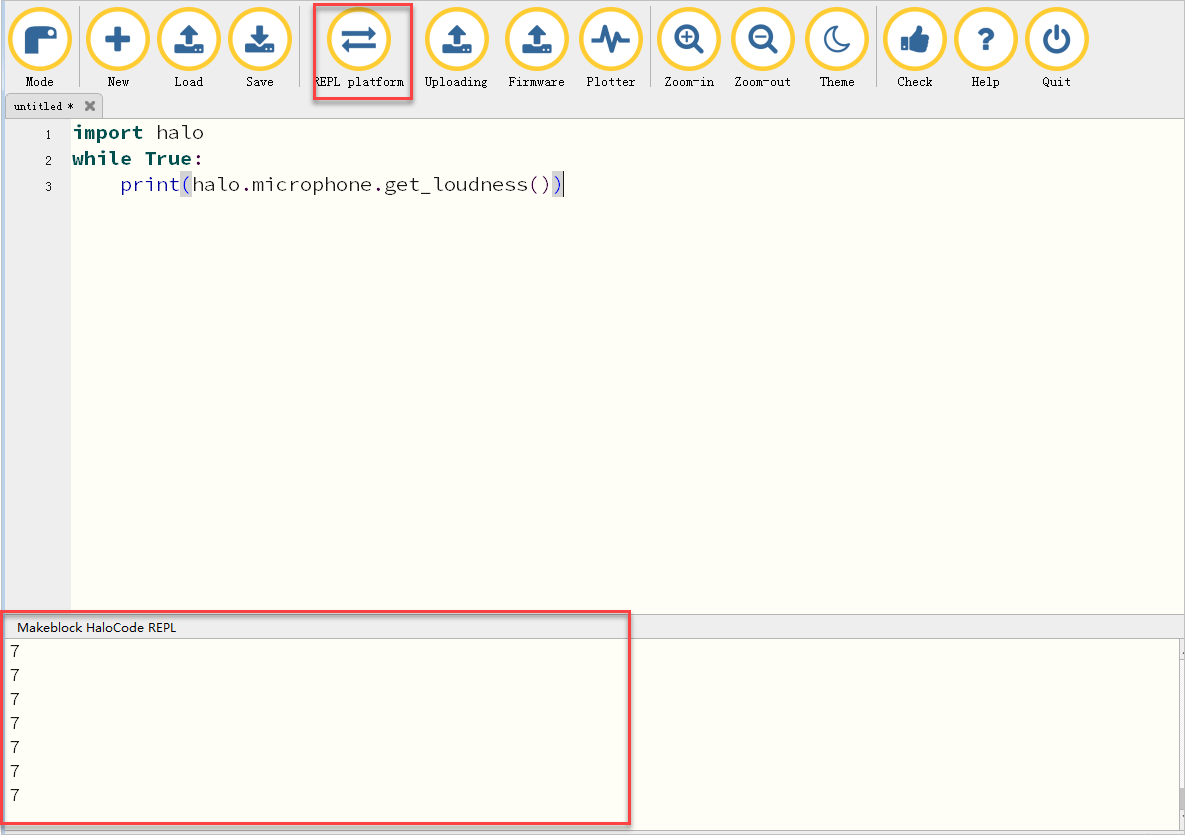 Mode New Load Save REPL platform Uploading Firmware Plotter Zoom-in Zoom-out Theme Check Help Quit
untitled *
1 import halo
2 while True:
3     print(halo.microphone.get_loudness())
Makeblock HaloCode REPL
7
7
7
7
7
7
7